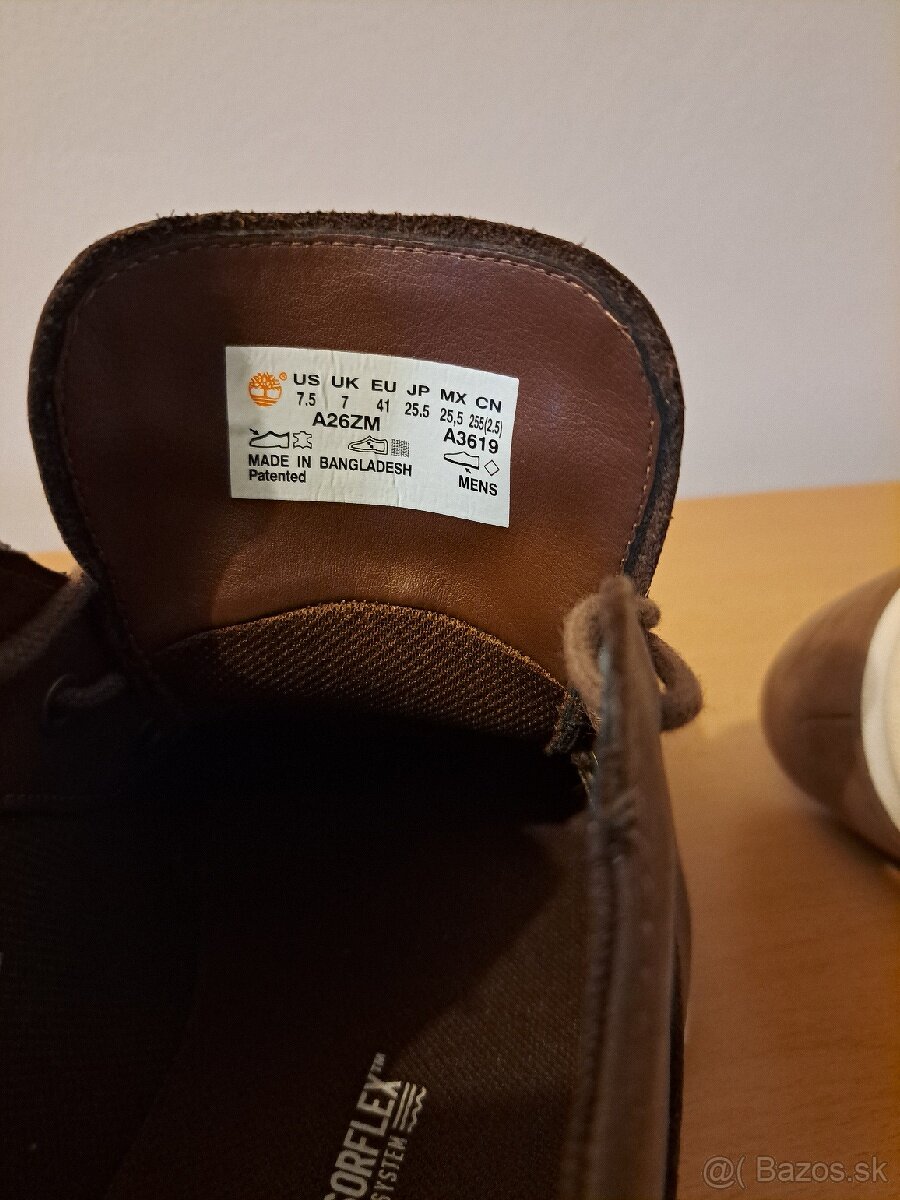 ® US UK EU JP MX CN
7.5 7 41 25.5 25,5 255(2.5)
A26ZM A3619
MADE IN BANGLADESH
Patented MENS
SORFLEX™
SYSTEM
@( Bazos.sk